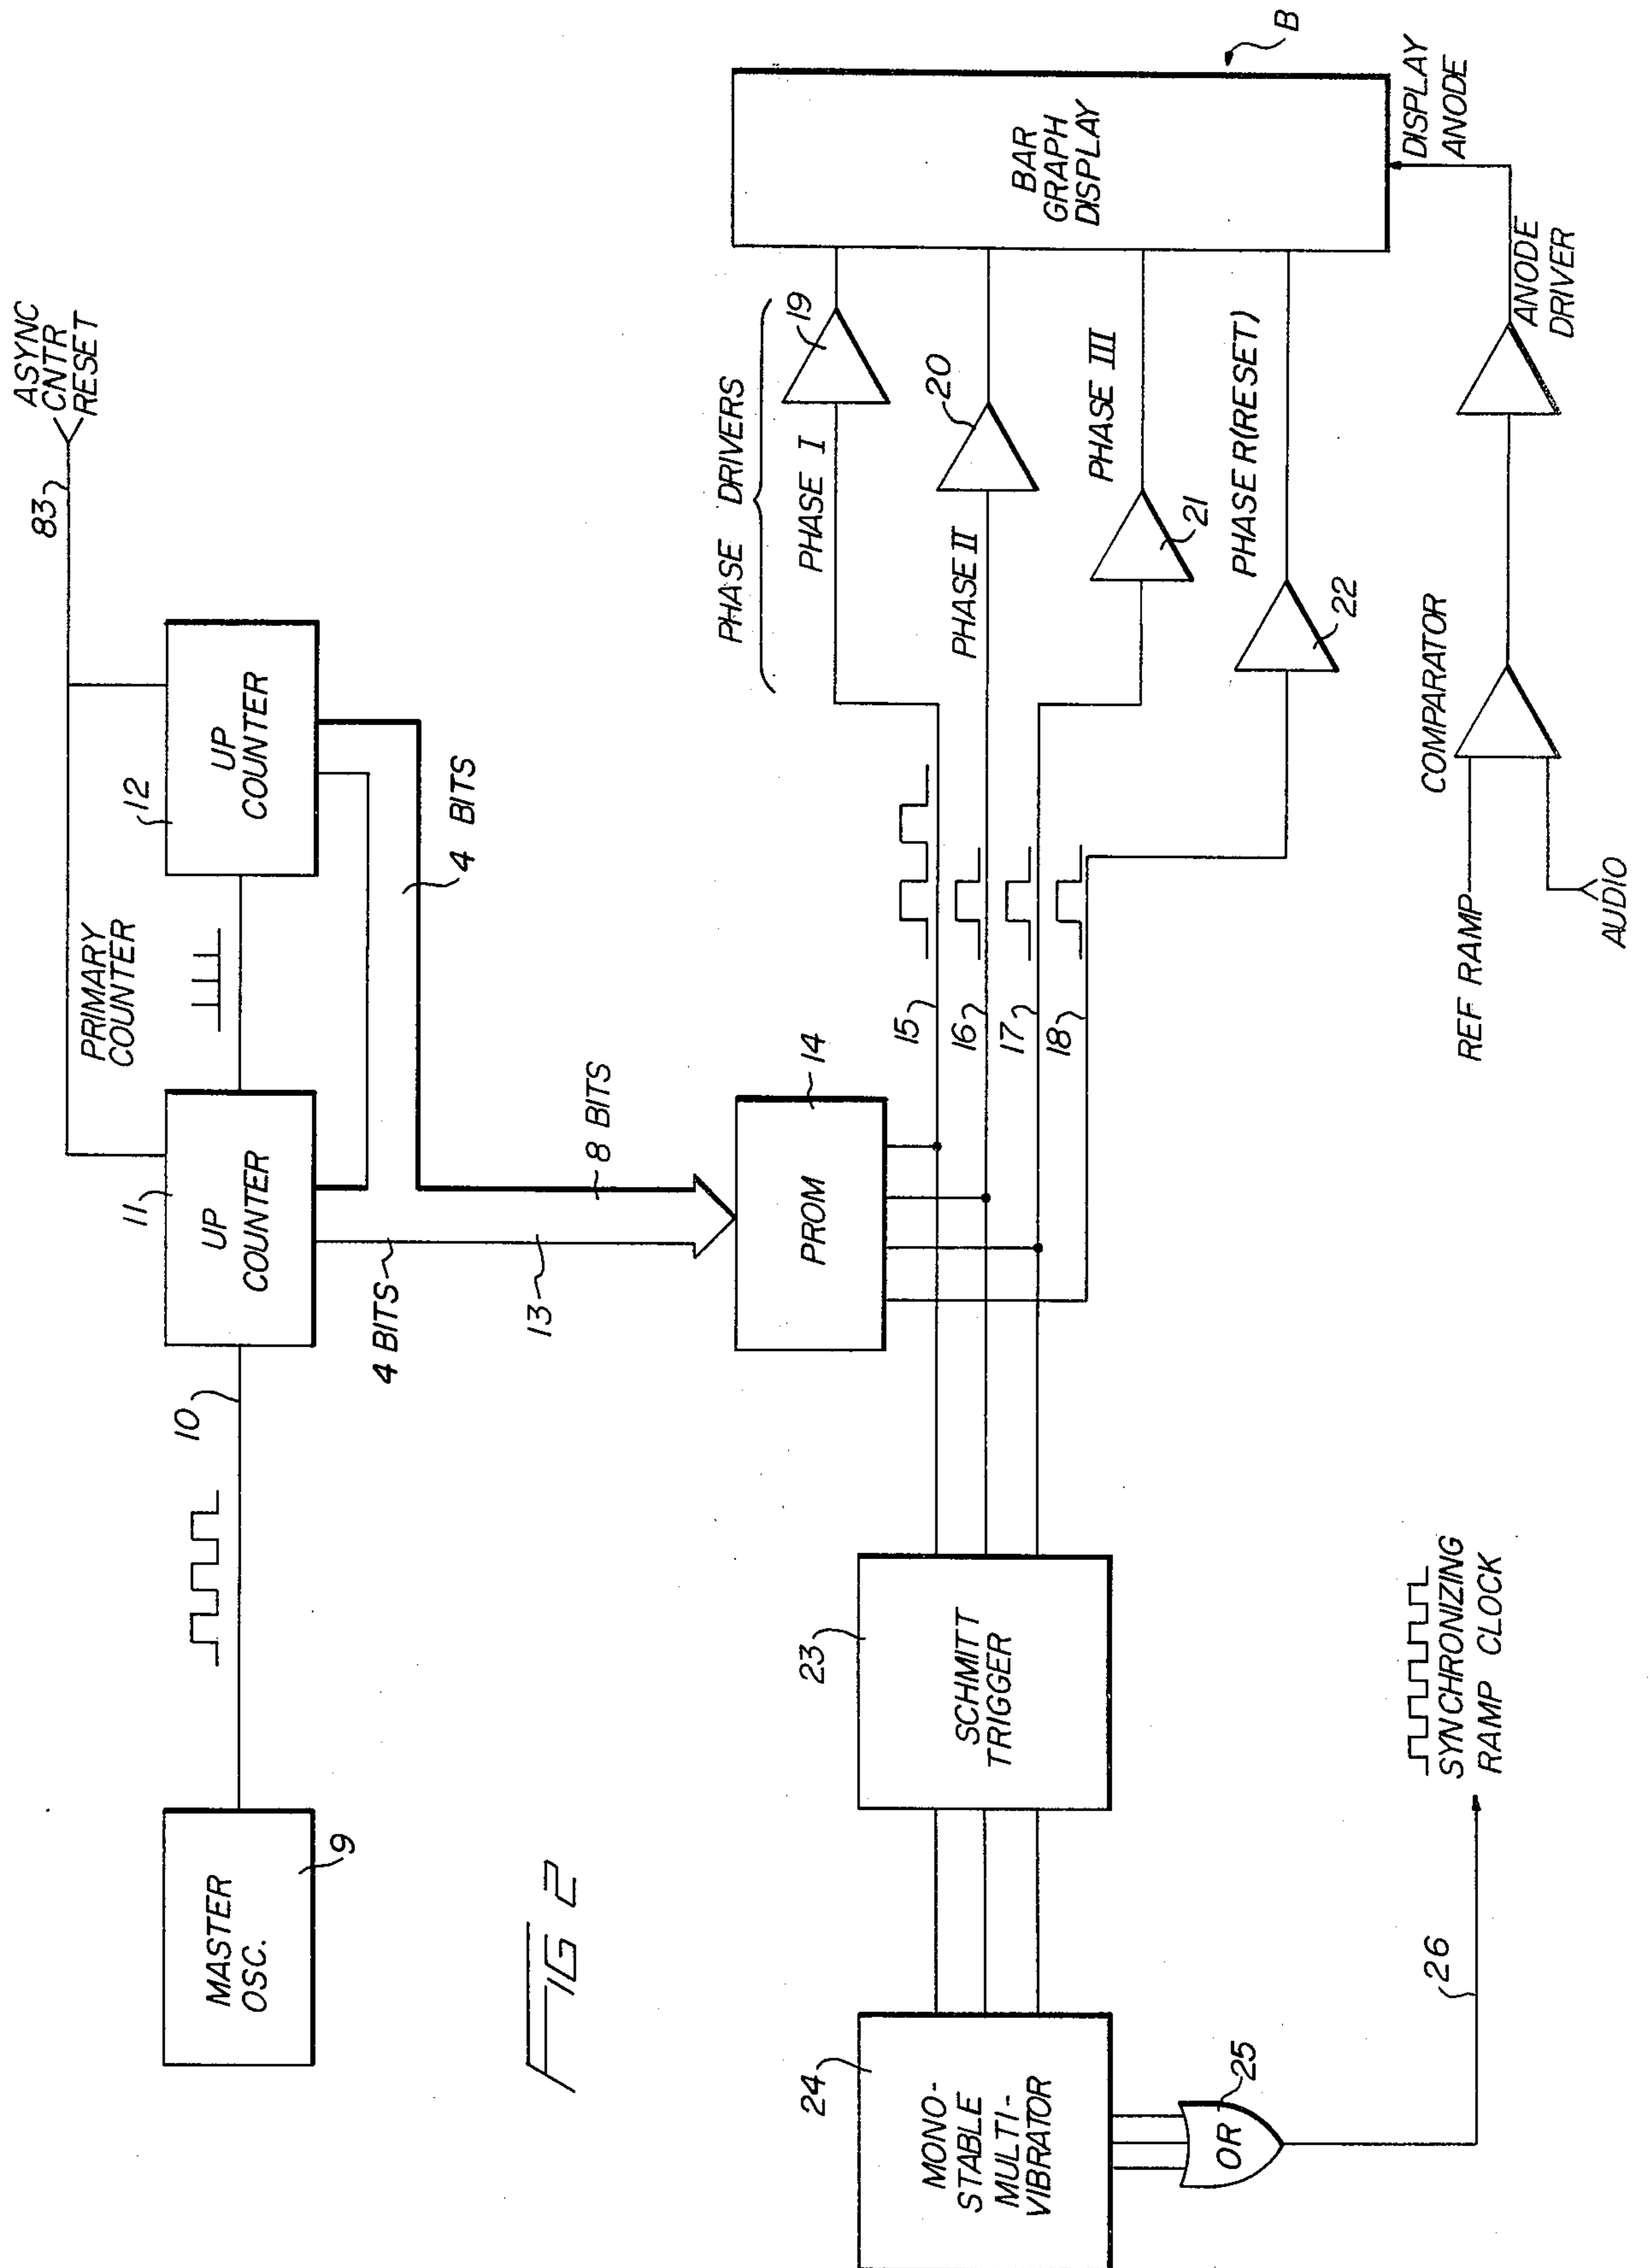 ASYNC
CNTR
RESET
83
PRIMARY
COUNTER
MASTER
OSC.
9
10
11
UP
COUNTER
12
UP
COUNTER
4 BITS
13
8 BITS
4 BITS
FIG 2
PROM
14
15
16
17
18
PHASE DRIVERS
PHASE I
19
PHASE II
20
PHASE III
21
PHASE R(RESET)
22
BAR
GRAPH
DISPLAY
B
DISPLAY
ANODE
24
MONO-
STABLE
MULTI-
VIBRATOR
23
SCHMITT
TRIGGER
OR
25
26
SYNCHRONIZING
RAMP CLOCK
REF RAMP
AUDIO
COMPARATOR
ANODE
DRIVER